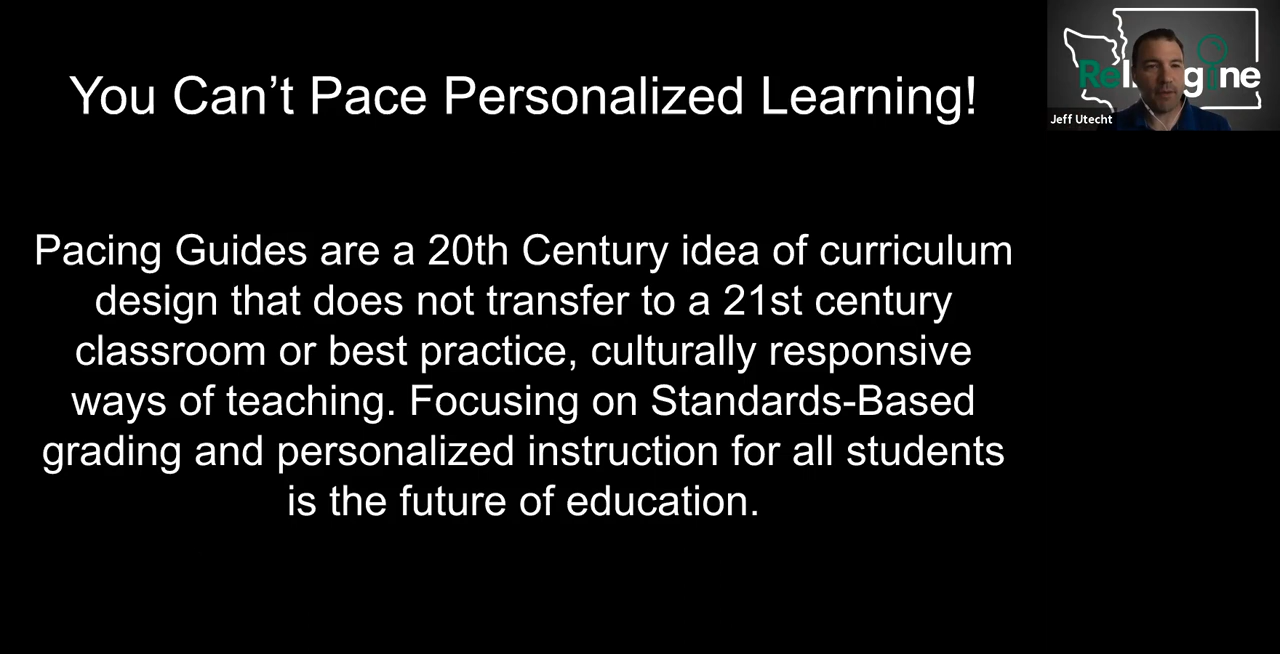 You Can’t Pace Personalized Learning!
Pacing Guides are a 20th Century idea of curriculum
design that does not transfer to a 21st century
classroom or best practice, culturally responsive
ways of teaching. Focusing on Standards-Based
grading and personalized instruction for all students
is the future of education.
Jeff Utecht